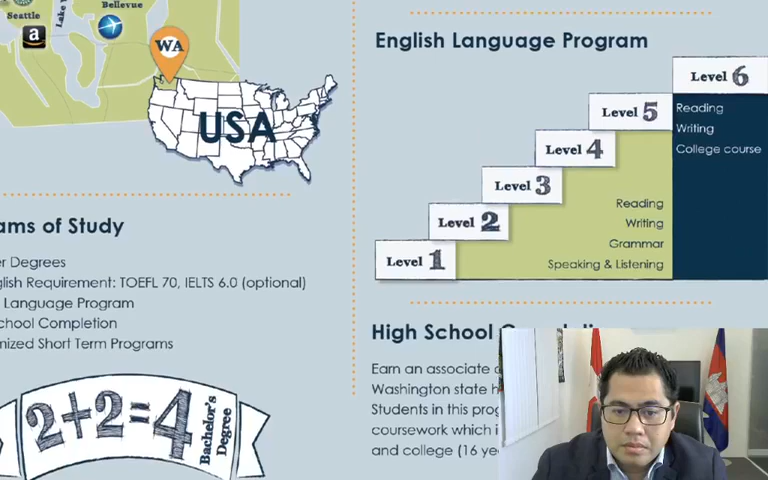 Seattle
Bellevue
WA
USA
ams of Study
er Degrees
glish Requirement: TOEFL 70, IELTS 6.0 (optional)
Language Program
chool Completion
mized Short Term Programs
2+2=4
Bachelor's
Degree
English Language Program
Level 6
Level 5
Level 4
Level 3
Level 2
Level 1
Reading
Writing
College course
Reading
Writing
Grammar
Speaking & Listening
High School
Earn an associate
Washington state h
Students in this prog
coursework which i
and college (16 ye